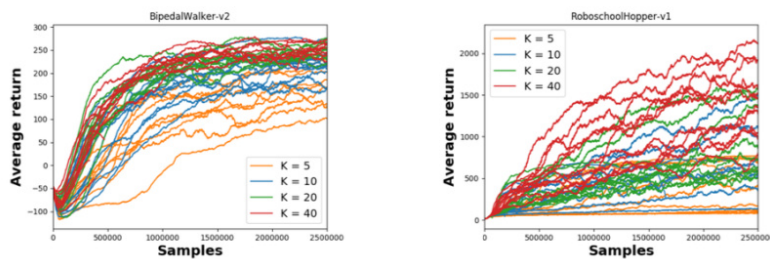 BipedalWalker-v2
Average return
300
250
200
150
100
50
0
−50
−100
0
500000
1000000
1500000
2000000
2500000
Samples
K = 5
K = 10
K = 20
K = 40
RoboschoolHopper-v1
Average return
2000
1500
1000
500
0
0
500000
1000000
1500000
2000000
250000
Samples
K = 5
K = 10
K = 20
K = 40